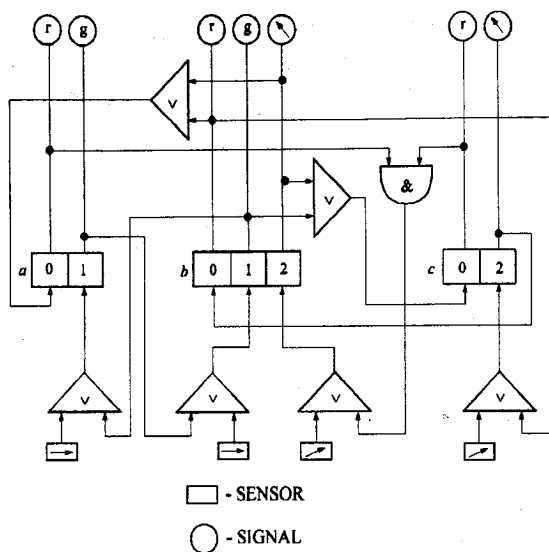 r g r g r
v
v &
a 0 1 b 0 1 2 c 0 2
v v v v
- SENSOR
- SIGNAL